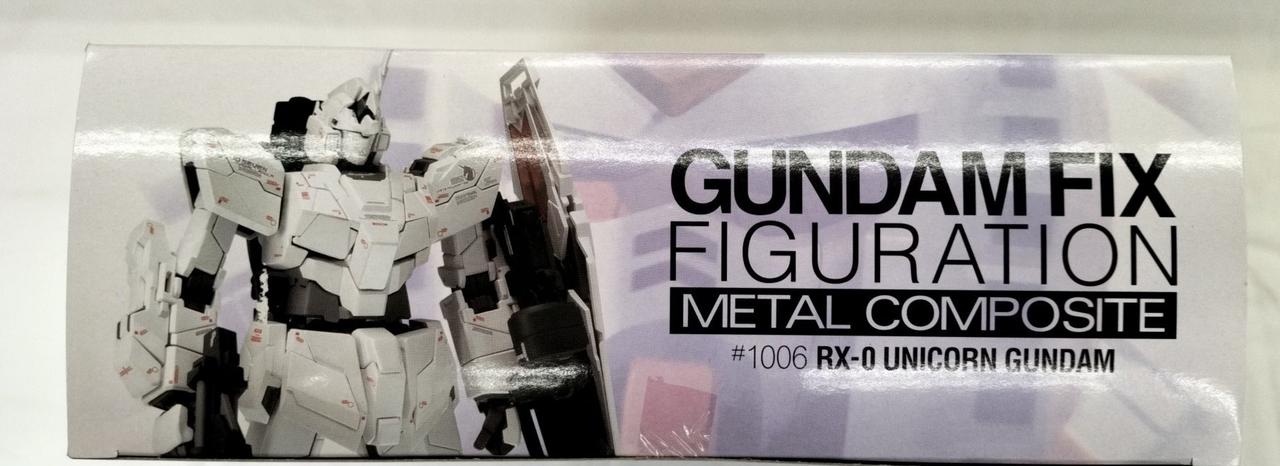 GUNDAM FIX
FIGURATION
METAL COMPOSITE
#1006 RX-0 UNICORN GUNDAM